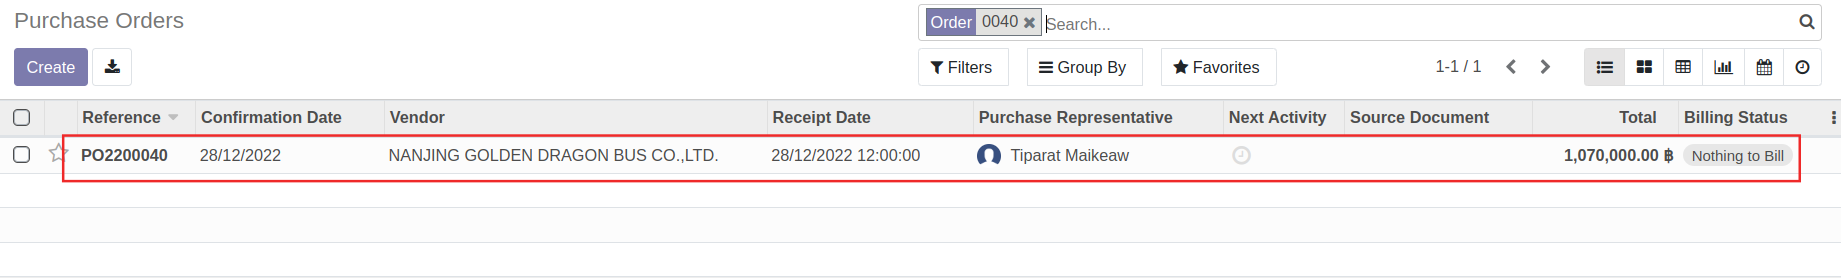 Purchase Orders
Order 0040 Search...
Create
Filters Group By Favorites 1-1 / 1
Reference Confirmation Date Vendor Receipt Date Purchase Representative Next Activity Source Document Total Billing Status
PO2200040 28/12/2022 NANJING GOLDEN DRAGON BUS CO.,LTD. 28/12/2022 12:00:00 Tiparat Maikeaw 1,070,000.00 ฿ Nothing to Bill